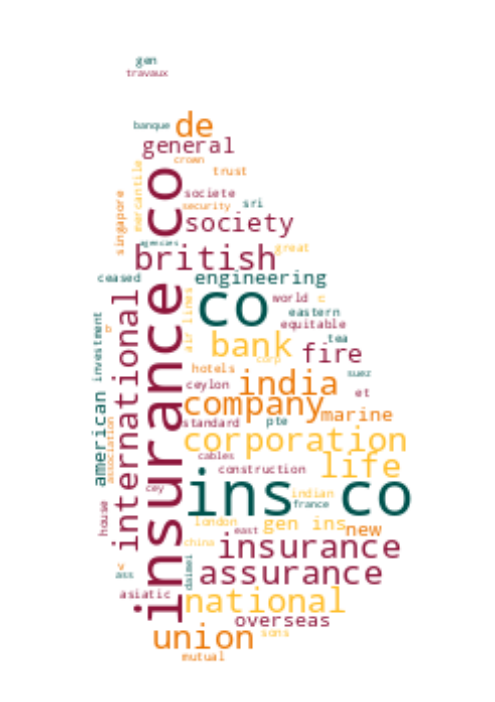 gen
travaux
banque
de
general
crown
mercantile
trust
societe
security
sri
singapore
society
insurance co
agencies
british
great
ceased
engineering
world
c
co
eastern
equitable
air lines
international
american investment
tr
bank
tea
fire
corp
hotels
suez
ceylon
india
et
company
marine
standard
pte
association
corporation
cables
life
construction
ins co
cey
indian
france
house
london
gen ins
new
east
china
insurance
v
ass
daimei
assurance
asiatic
national
overseas
union
sons
mutual